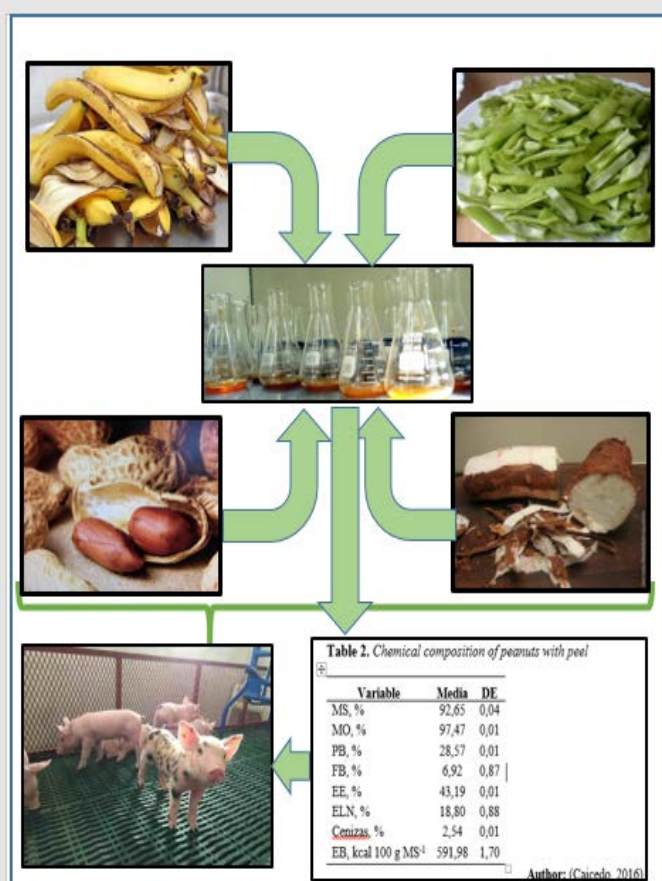 Table 2. Chemical composition of peanuts with peel
Variable Media DE
MS, % 92,65 0,04
MO, % 97,47 0,01
PB, % 28,57 0,01
FB, % 6,92 0,87
EE, % 43,19 0,01
ELN, % 18,80 0,88
Cenizas, % 2,54 0,01
EB, kcal 100 g MS⁻¹ 591,98 1,70
Author: (Caicedo, 2016)